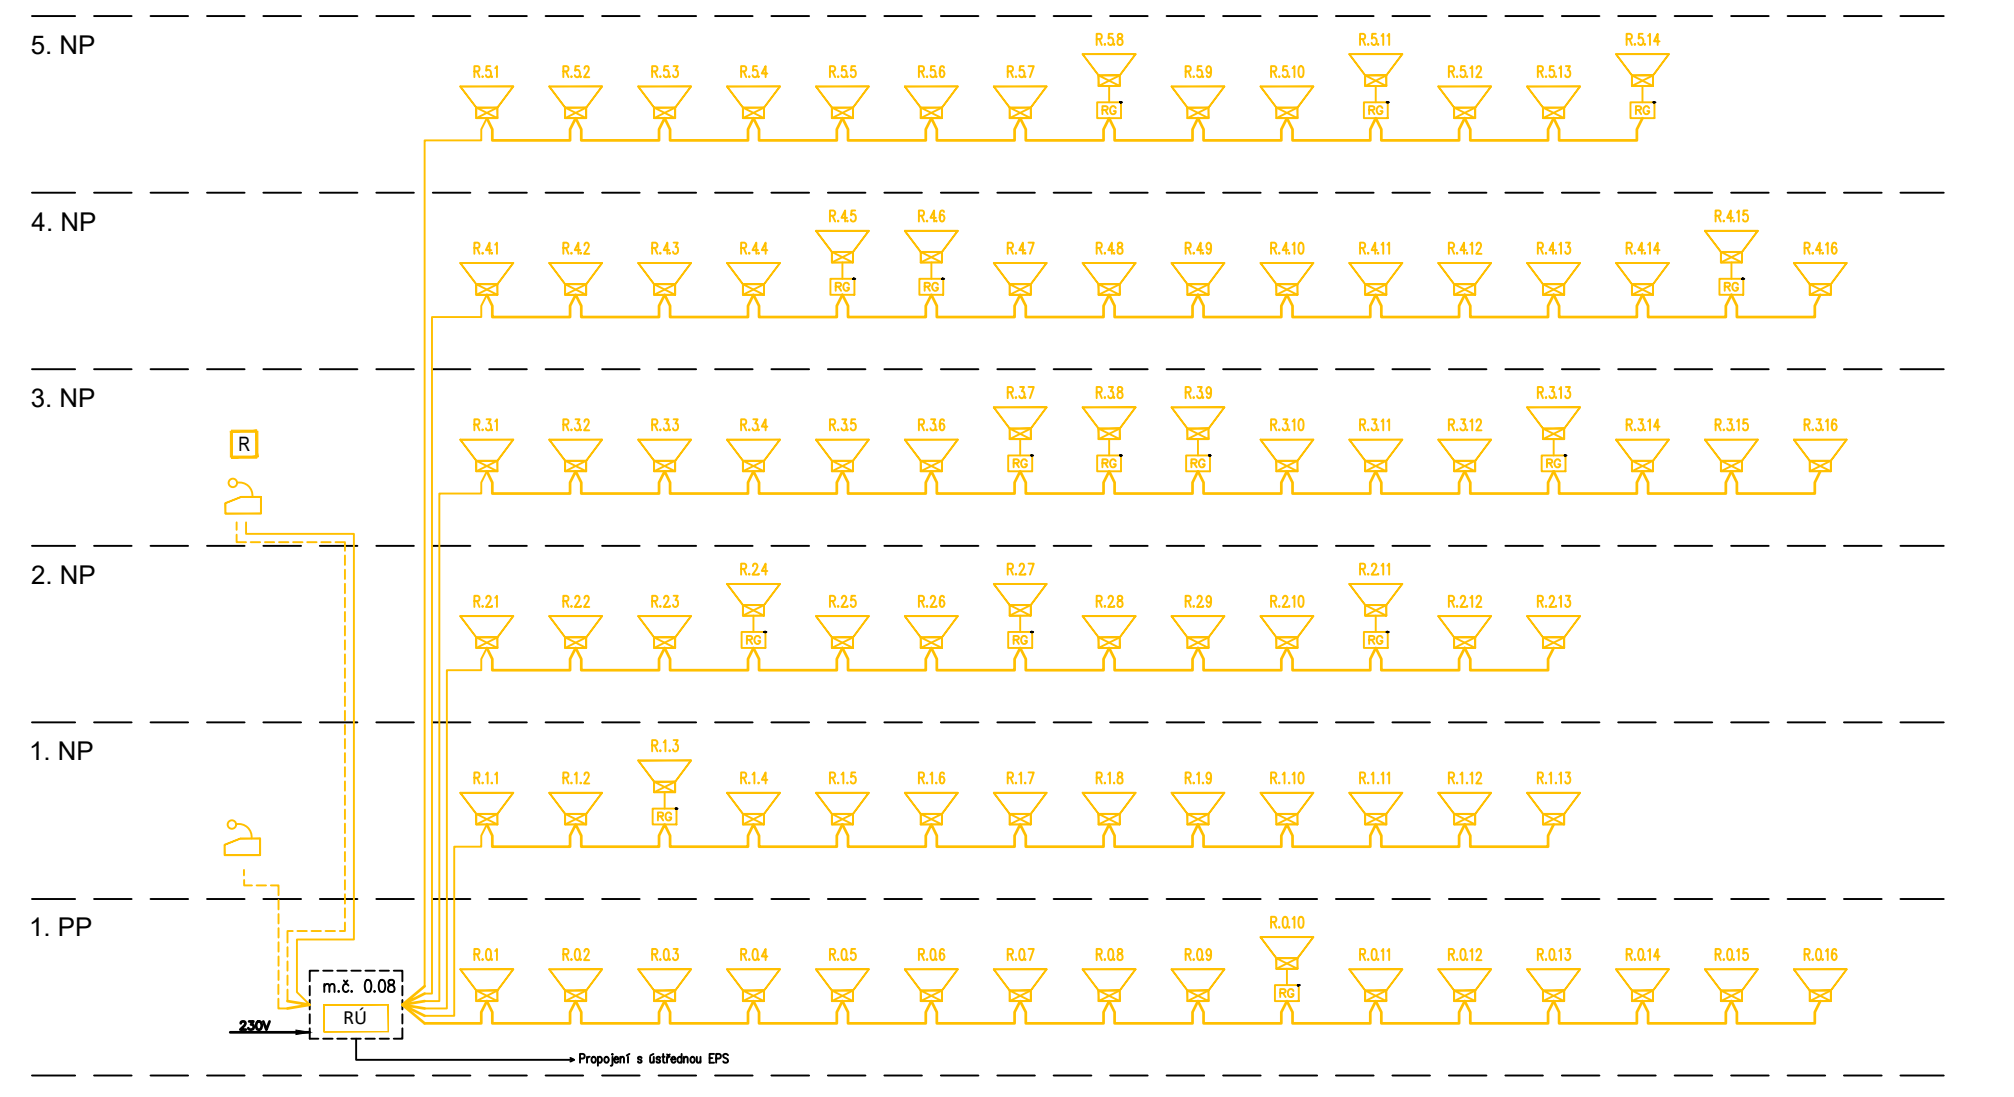 5. NP
R.5.1 R.5.2 R.5.3 R.5.4 R.5.5 R.5.6 R.5.7 R.5.8 R.5.9 R.5.10 R.5.11 R.5.12 R.5.13 R.5.14
RG RG RG
4. NP
R.4.1 R.4.2 R.4.3 R.4.4 R.4.5 R.4.6 R.4.7 R.4.8 R.4.9 R.4.10 R.4.11 R.4.12 R.4.13 R.4.14 R.4.15 R.4.16
RG RG RG
3. NP
R.3.1 R.3.2 R.3.3 R.3.4 R.3.5 R.3.6 R.3.7 R.3.8 R.3.9 R.3.10 R.3.11 R.3.12 R.3.13 R.3.14 R.3.15 R.3.16
R
RG RG RG RG
2. NP
R.2.1 R.2.2 R.2.3 R.2.4 R.2.5 R.2.6 R.2.7 R.2.8 R.2.9 R.2.10 R.2.11 R.2.12 R.2.13
RG RG RG
1. NP
R.1.1 R.1.2 R.1.3 R.1.4 R.1.5 R.1.6 R.1.7 R.1.8 R.1.9 R.1.10 R.1.11 R.1.12 R.1.13
RG
1. PP
R.0.1 R.0.2 R.0.3 R.0.4 R.0.5 R.0.6 R.0.7 R.0.8 R.0.9 R.0.10 R.0.11 R.0.12 R.0.13 R.0.14 R.0.15 R.0.16
RG
m.č. 0.08
RÚ
230V
Propojení s ústřednou EPS